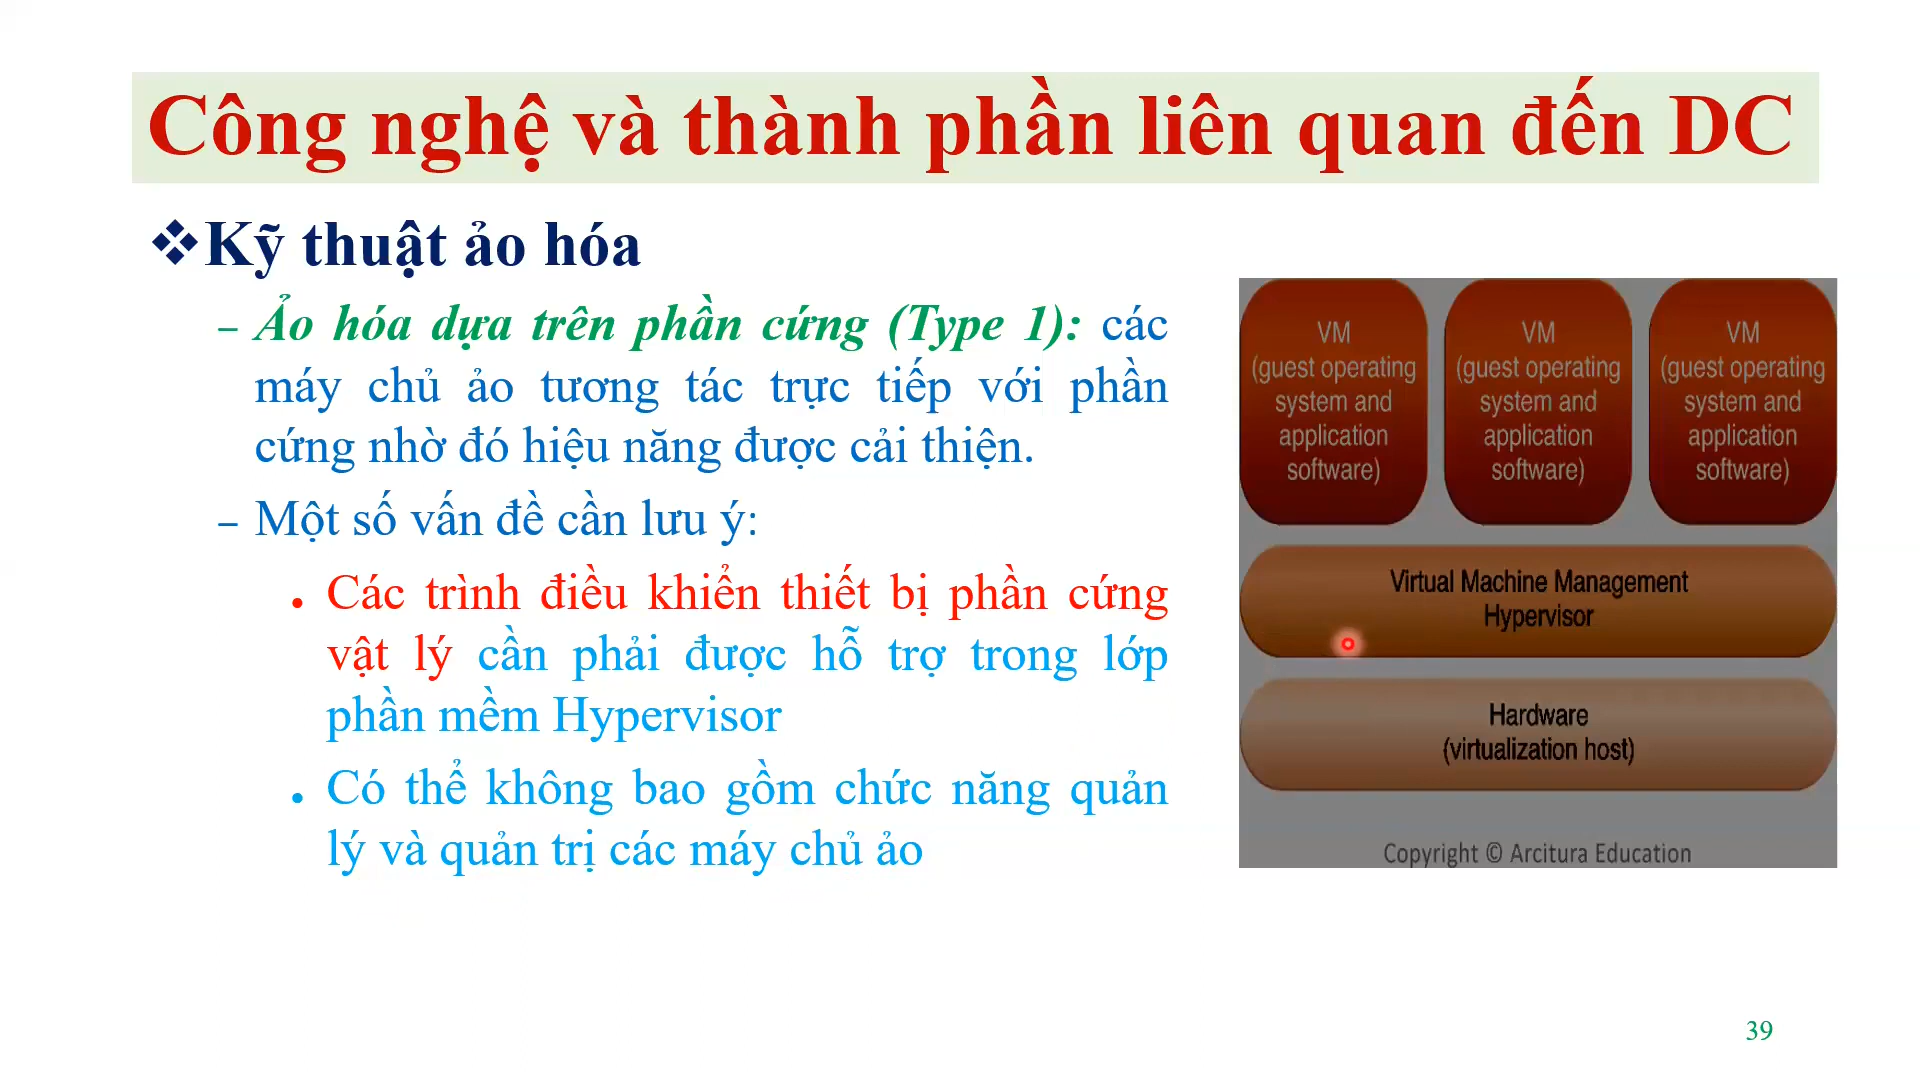 Công nghệ và thành phần liên quan đến DC
❖Kỹ thuật ảo hóa
– Ảo hóa dựa trên phần cứng (Type 1): các
máy chủ ảo tương tác trực tiếp với phần
cứng nhờ đó hiệu năng được cải thiện.
– Một số vấn đề cần lưu ý:
• Các trình điều khiển thiết bị phần cứng
vật lý cần phải được hỗ trợ trong lớp
phần mềm Hypervisor
• Có thể không bao gồm chức năng quản
lý và quản trị các máy chủ ảo
VM
(guest operating
system and
application
software)
VM
(guest operating
system and
application
software)
VM
(guest operating
system and
application
software)
Virtual Machine Management
Hypervisor
Hardware
(virtualization host)
Copyright © Arcitura Education
39